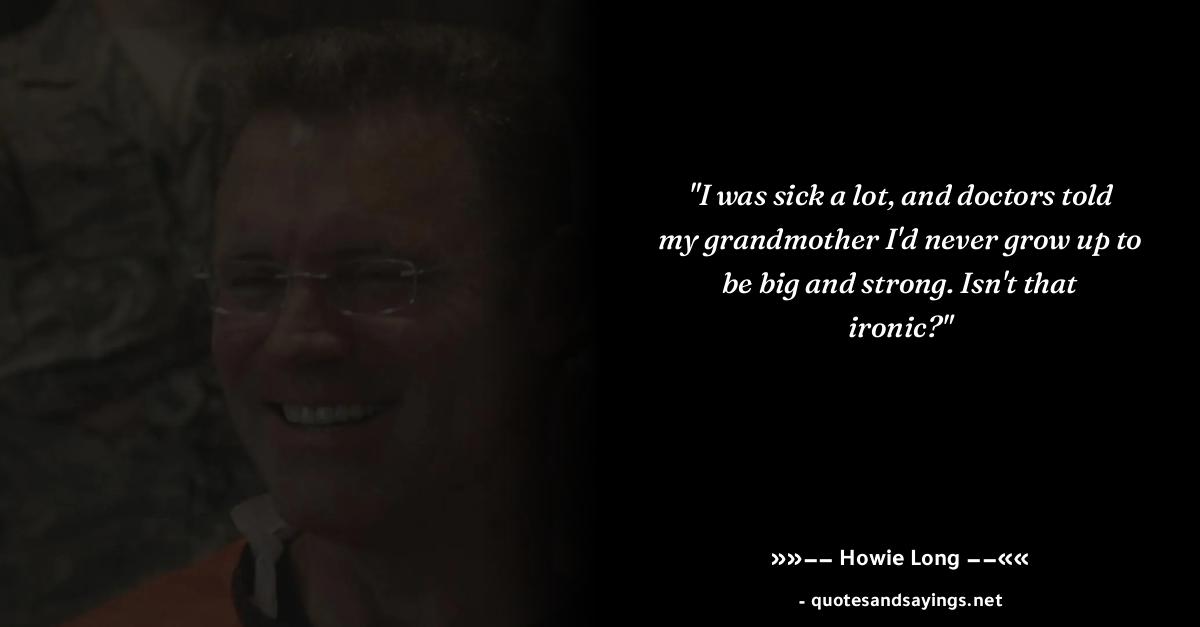 "I was sick a lot, and doctors told
my grandmother I'd never grow up to
be big and strong. Isn't that
ironic?"
»»−− Howie Long −−««
- quotesandsayings.net